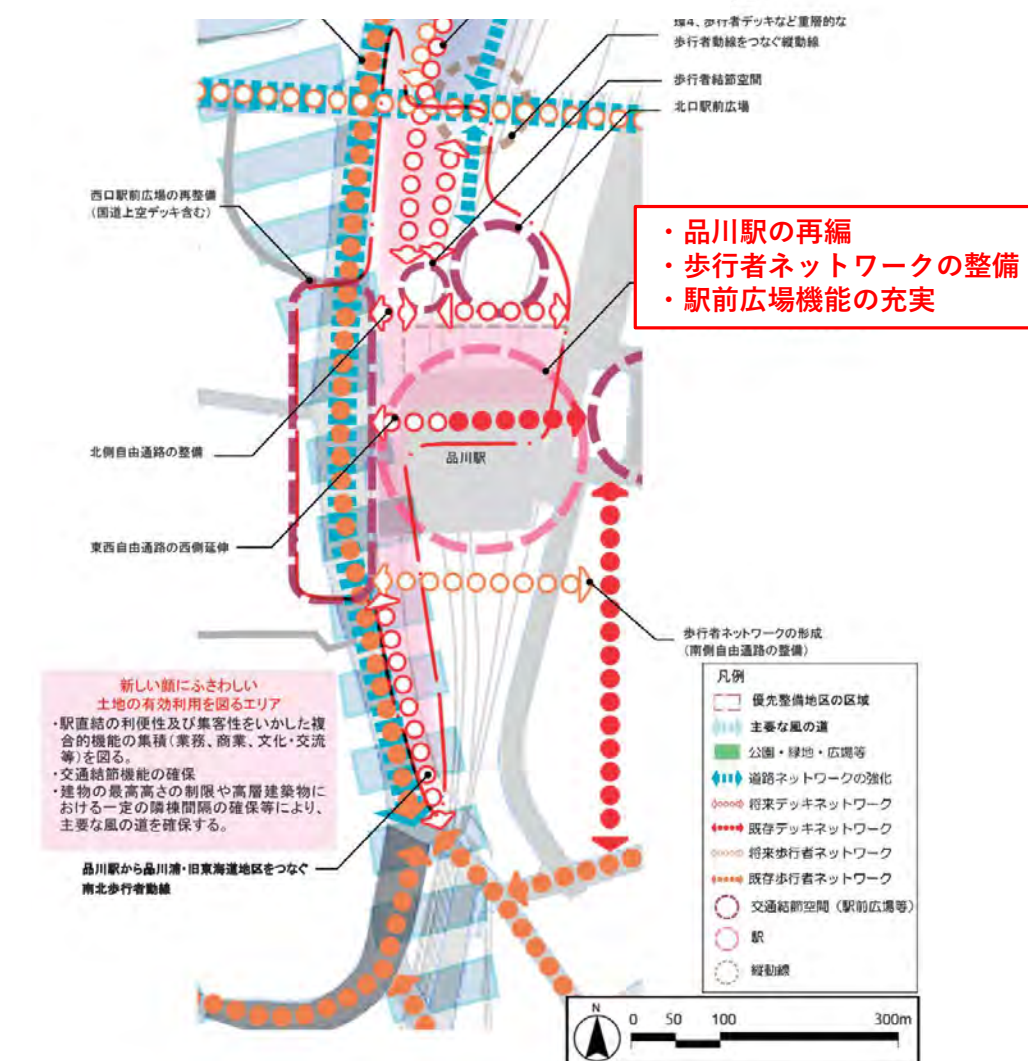 環4、歩行者デッキなど重層的な
歩行者動線をつなぐ縦動線
歩行者結節空間
北口駅前広場
西口駅前広場の再整備
(国道上空デッキ含む)
・品川駅の再編
・歩行者ネットワークの整備
・駅前広場機能の充実
北側自由通路の整備
品川駅
東西自由通路の西側延伸
歩行者ネットワークの形成
(南側自由通路の整備)
新しい顔にふさわしい
土地の有効利用を図るエリア
・駅直結の利便性及び集客性をいかした複
合的機能の集積(業務、商業、文化・交流
等)を図る。
・交通結節機能の確保
・建物の最高高さの制限や高層建築物に
おける一定の隣棟間隔の確保等により、
主要な風の道を確保する。
品川駅から品川浦・旧東海道地区をつなぐ
南北歩行者動線
凡例
優先整備地区の区域
主要な風の道
公園・緑地・広場等
道路ネットワークの強化
将来デッキネットワーク
既存デッキネットワーク
将来歩行者ネットワーク
既存歩行者ネットワーク
交通結節空間(駅前広場等)
駅
縦動線
N
0 50 100 300m